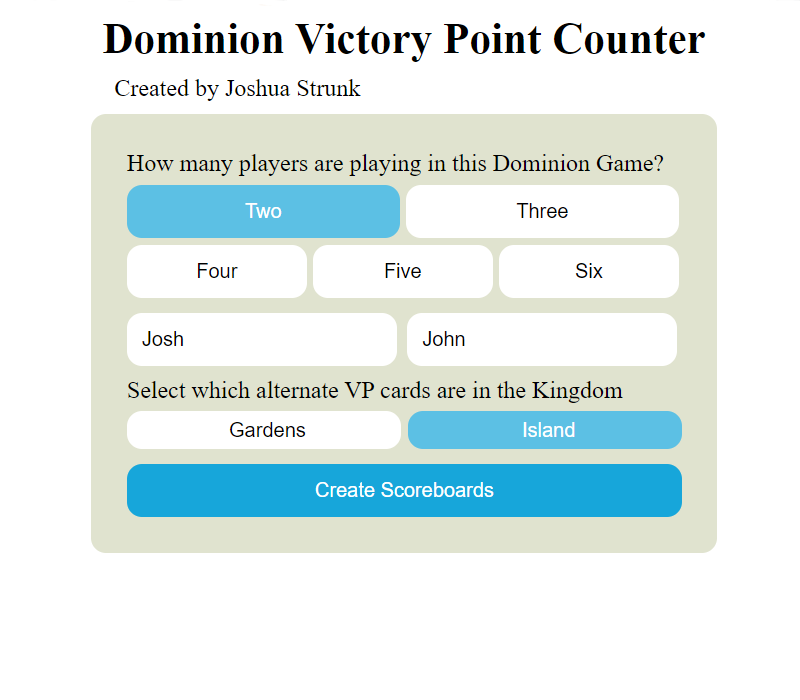 Dominion Victory Point Counter
Created by Joshua Strunk
How many players are playing in this Dominion Game?
Two Three
Four Five Six
Josh John
Select which alternate VP cards are in the Kingdom
Gardens Island
Create Scoreboards